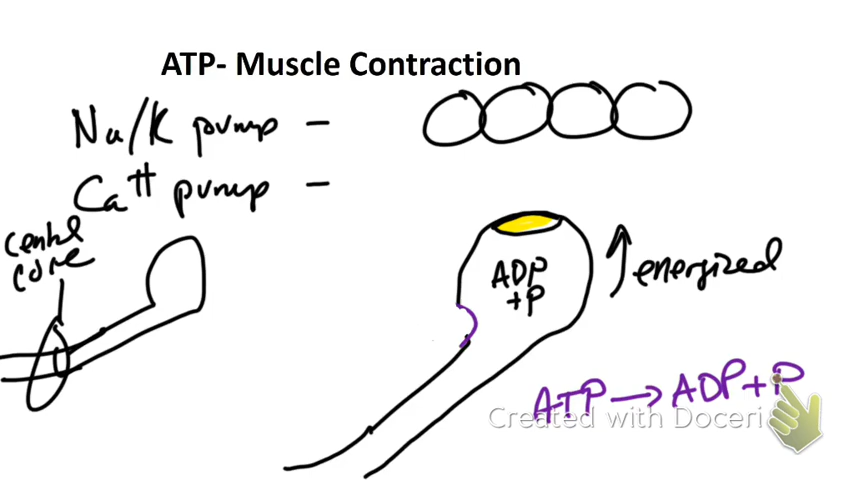 ATP- Muscle Contraction
Na/K pump -
Ca++ pump -
central
core
ADP
+P
energized
ATP → ADP+P
Created with Doceri